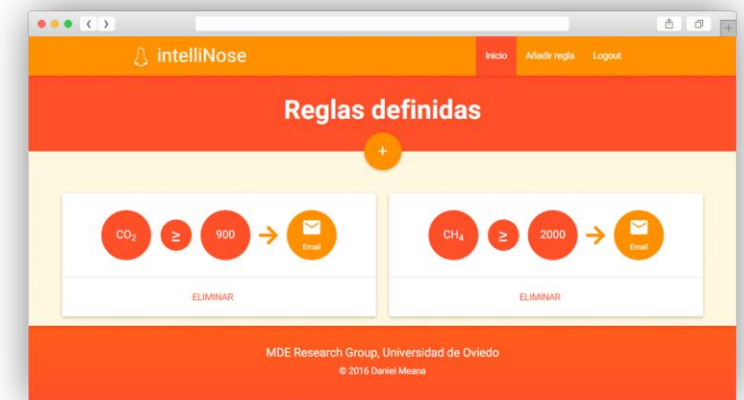 intelliNose
Inicio Añadir regla Logout
Reglas definidas
+
CO₂ ≥ 900 → Email
ELIMINAR
CH₄ ≥ 2000 → Email
ELIMINAR
MDE Research Group, Universidad de Oviedo
© 2016 Daniel Meana